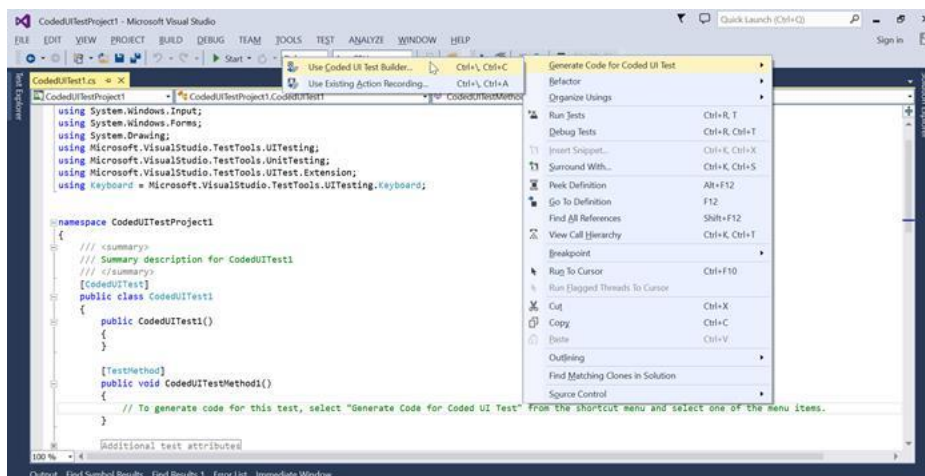 CodedUITestProject1 - Microsoft Visual Studio
Quick Launch (Ctrl+Q)
FILE EDIT VIEW PROJECT BUILD DEBUG TEAM TOOLS TEST ANALYZE WINDOW HELP
Sign in
Start
Test Explorer
CodedUITest1.cs
CodedUITestProject1
CodedUITestProject1.CodedUITest1
CodedUITestMetho
Use Coded UI Test Builder... Ctrl+\, Ctrl+C
Use Existing Action Recording... Ctrl+\, Ctrl+A
Generate Code for Coded UI Test
Refactor
Organize Usings
Run Tests Ctrl+R, T
Debug Tests Ctrl+R, Ctrl+T
Insert Snippet... Ctrl+K, Ctrl+X
Surround With... Ctrl+K, Ctrl+S
Peek Definition Alt+F12
Go To Definition F12
Find All References Shift+F12
View Call Hierarchy Ctrl+K, Ctrl+T
Breakpoint
Run To Cursor Ctrl+F10
Run Flagged Threads To Cursor
Cut Ctrl+X
Copy Ctrl+C
Paste Ctrl+V
Outlining
Find Matching Clones in Solution
Source Control
using System.Windows.Input;
using System.Windows.Forms;
using System.Drawing;
using Microsoft.VisualStudio.TestTools.UITesting;
using Microsoft.VisualStudio.TestTools.UnitTesting;
using Microsoft.VisualStudio.TestTools.UITest.Extension;
using Keyboard = Microsoft.VisualStudio.TestTools.UITesting.Keyboard;
namespace CodedUITestProject1
{
/// <summary>
/// Summary description for CodedUITest1
/// </summary>
[CodedUITest]
public class CodedUITest1
{
public CodedUITest1()
{
}
[TestMethod]
public void CodedUITestMethod1()
{
// To generate code for this test, select "Generate Code for Coded UI Test" from the shortcut menu and select one of the menu items.
}
Additional test attributes
100 %
Output Find Symbol Results Find Results 1 Error List Immediate Window